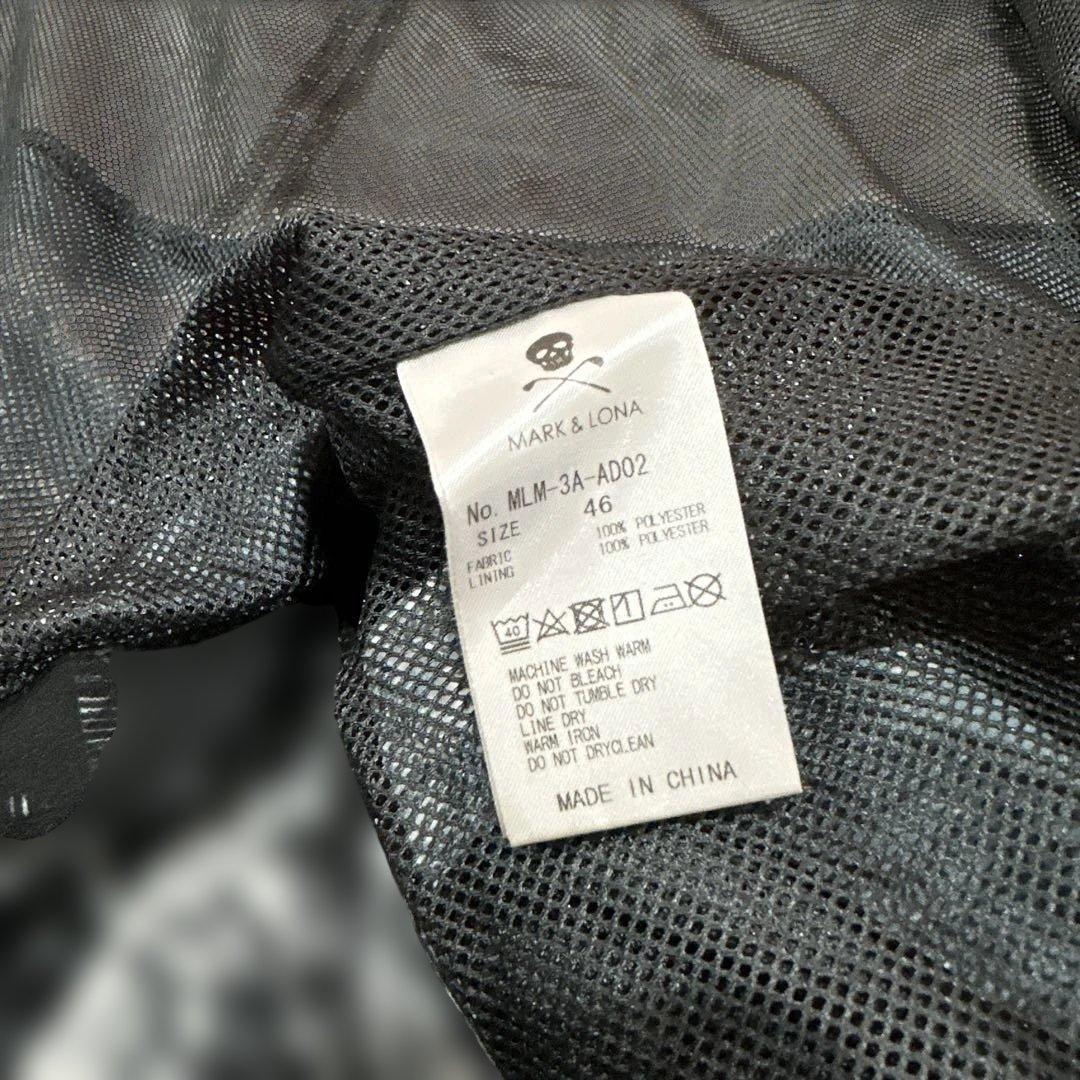 MARK & LONA
No. MLM-3A-AD02
SIZE 46
FABRIC 100% POLYESTER
LINING 100% POLYESTER
40
MACHINE WASH WARM
DO NOT BLEACH
DO NOT TUMBLE DRY
LINE DRY
WARM IRON
DO NOT DRYCLEAN
MADE IN CHINA